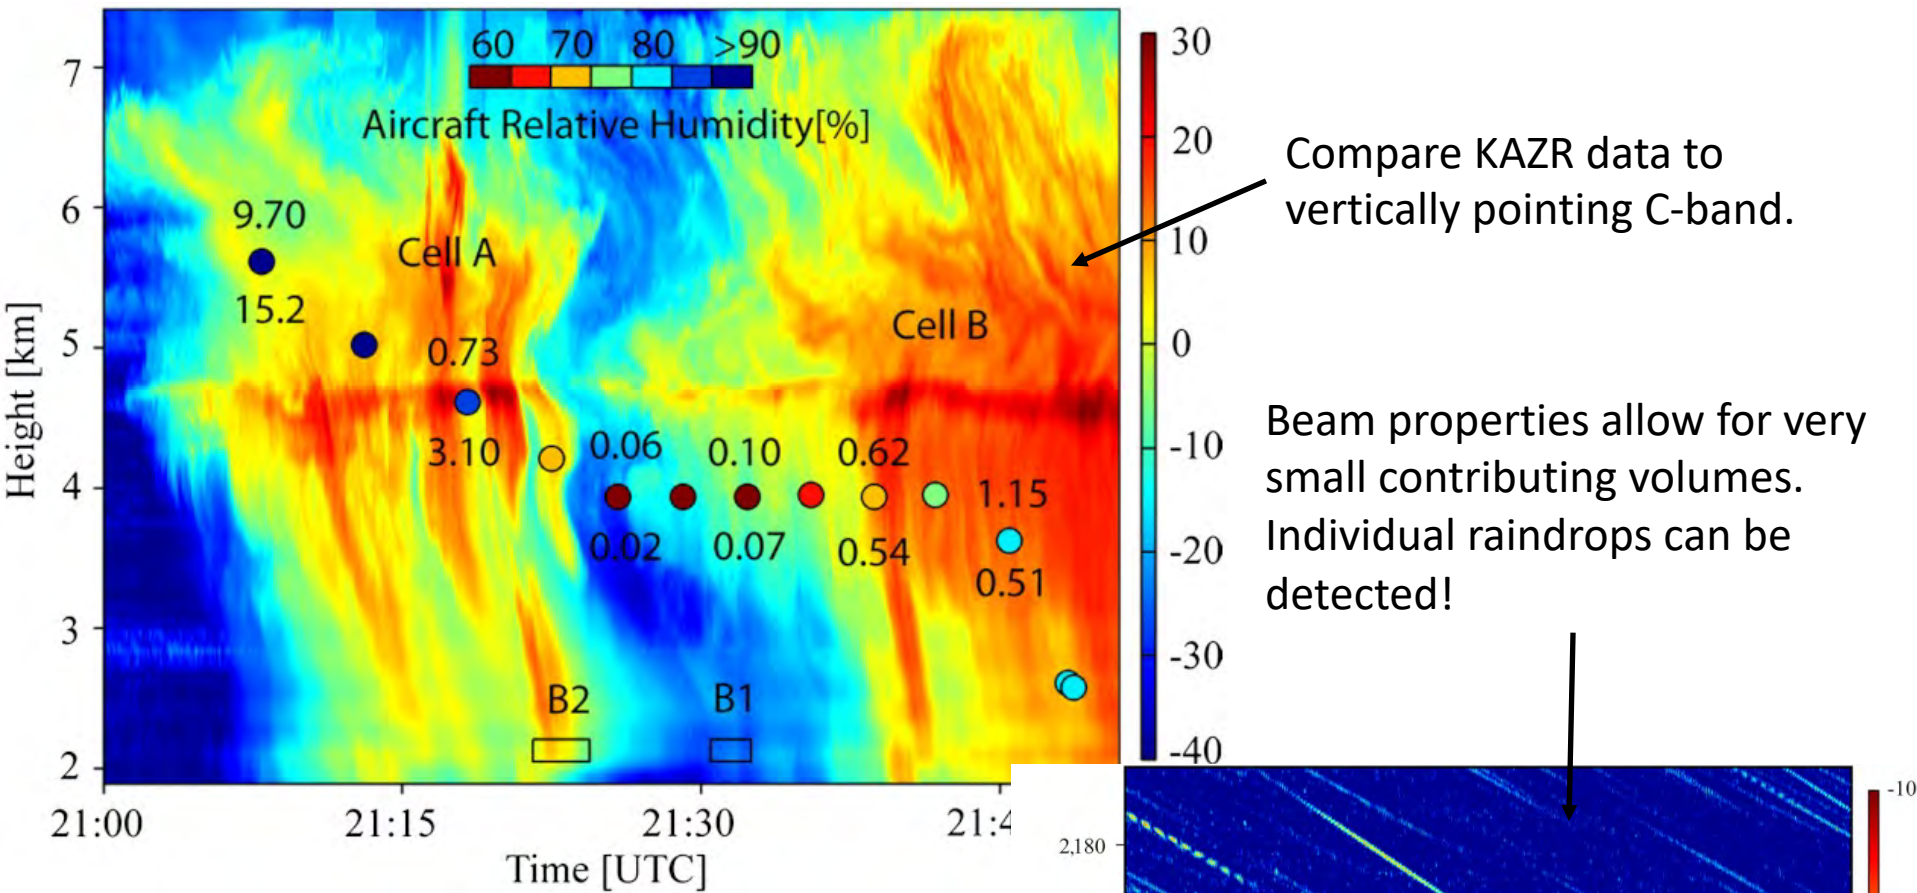 60 70 80 >90
Aircraft Relative Humidity[%]
7
6
5
4
3
2
Height [km]
9.70
15.2
Cell A
0.73
3.10
Cell B
0.06
0.10
0.62
1.15
0.02
0.07
0.54
0.51
B2
B1
21:00
21:15
21:30
21:4
Time [UTC]
30
20
10
0
-10
-20
-30
-40
Compare KAZR data to
vertically pointing C-band.
Beam properties allow for very
small contributing volumes.
Individual raindrops can be
detected!
2,180
-10